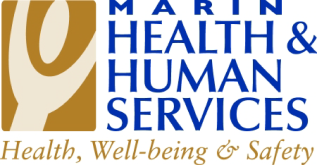 MARIN
HEALTH &
HUMAN
SERVICES
Health, Well-being & Safety